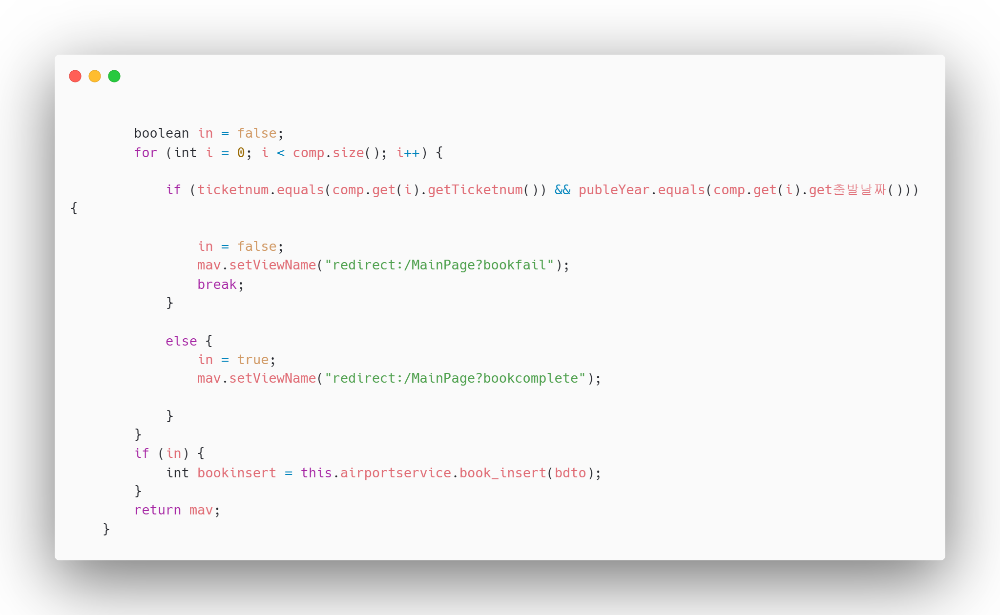 boolean in = false;
for (int i = 0; i < comp.size(); i++) {
if (ticketnum.equals(comp.get(i).getTicketnum()) && publeYear.equals(comp.get(i).get출발날짜()))
{
in = false;
mav.setViewName("redirect:/MainPage?bookfail");
break;
}
else {
in = true;
mav.setViewName("redirect:/MainPage?bookcomplete");
}
}
if (in) {
int bookinsert = this.airportservice.book_insert(bdto);
}
return mav;
}